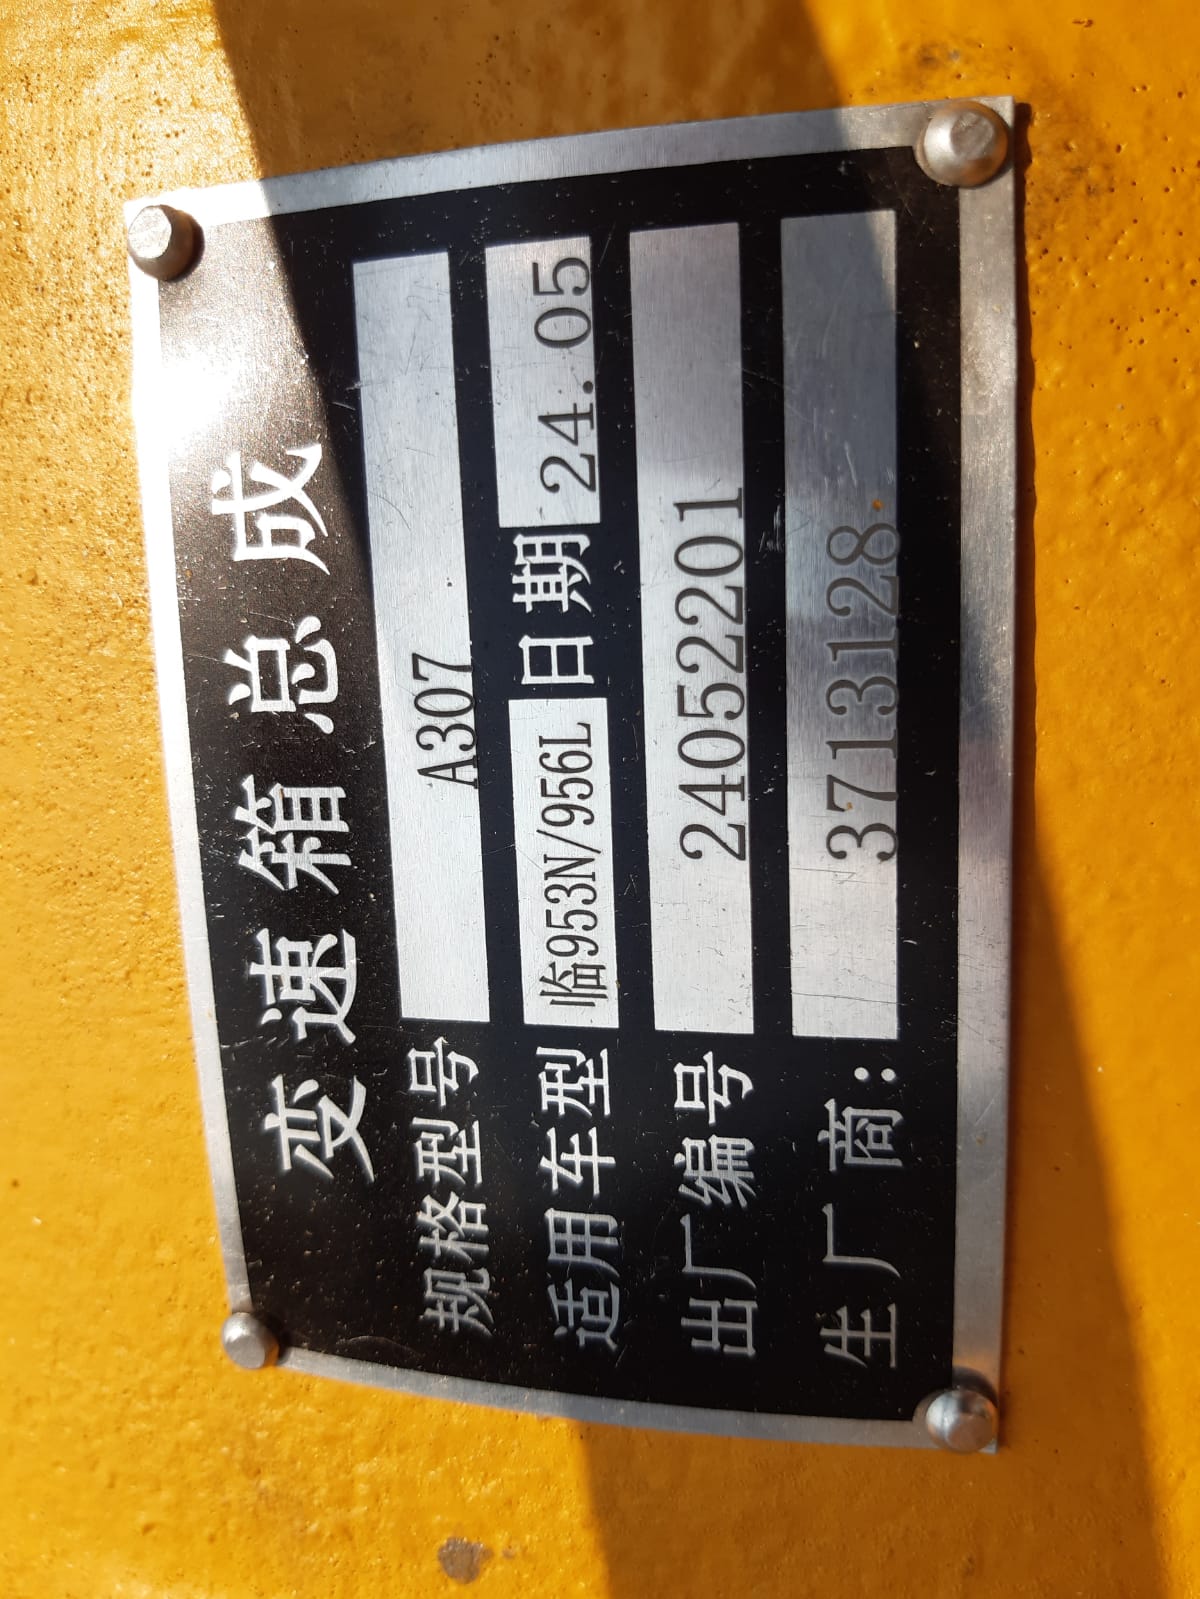 变速箱总成
规格型号 A307
适用车型 临953N/956L 日期 24.05
出厂编号 24052201
生厂商: 3713128